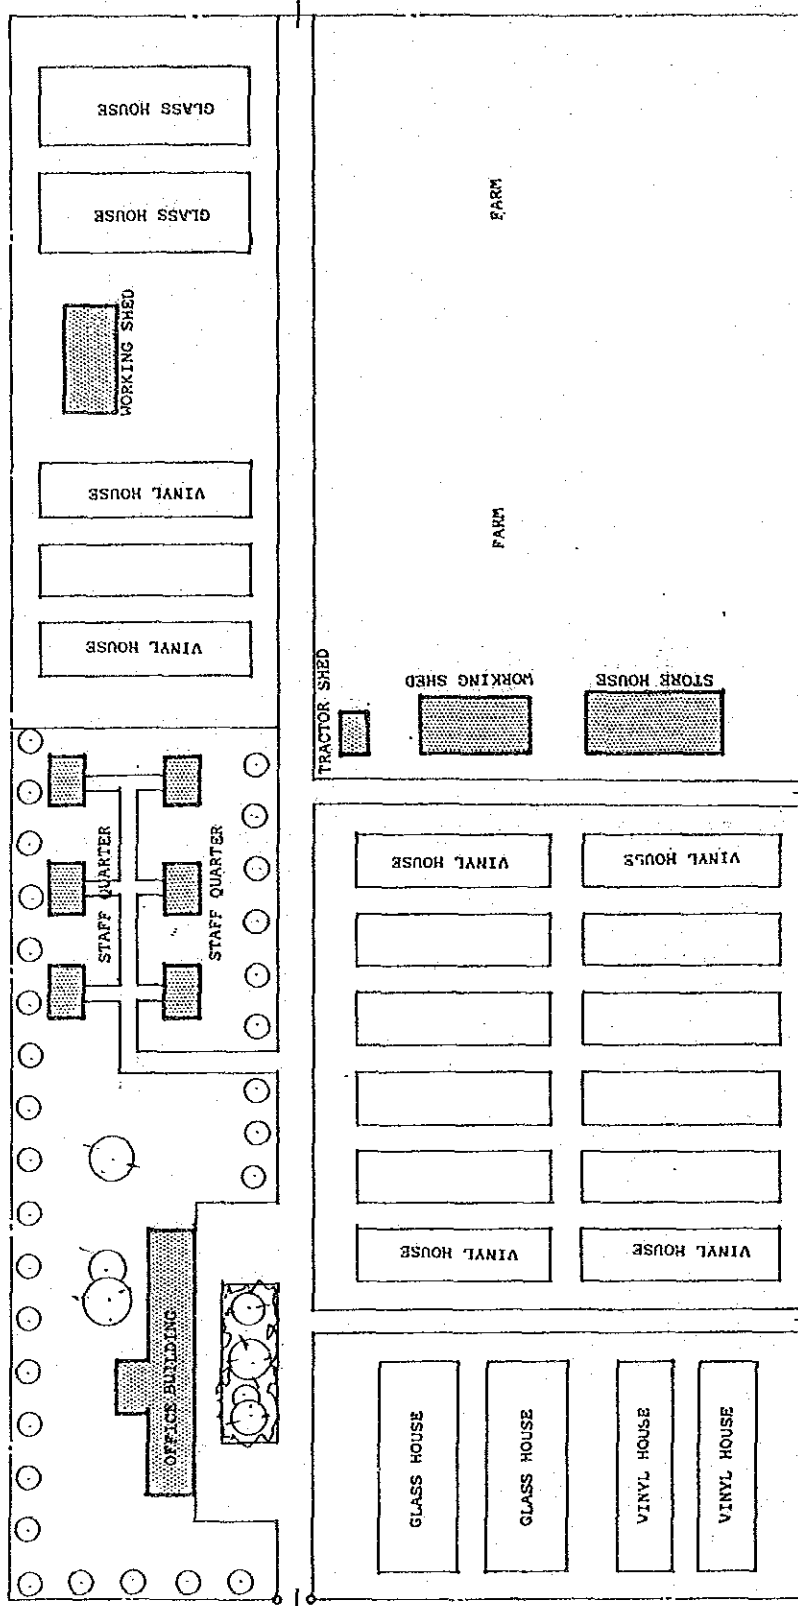 GLASS HOUSE
GLASS HOUSE
WORKING SHED
VINYL HOUSE
VINYL HOUSE
STAFF QUARTER
STAFF QUARTER
OFFICE BUILDING
FARM
FARM
TRACTOR SHED
WORKING SHED
STORE HOUSE
VINYL HOUSE
VINYL HOUSE
VINYL HOUSE
VINYL HOUSE
GLASS HOUSE
GLASS HOUSE
VINYL HOUSE
VINYL HOUSE